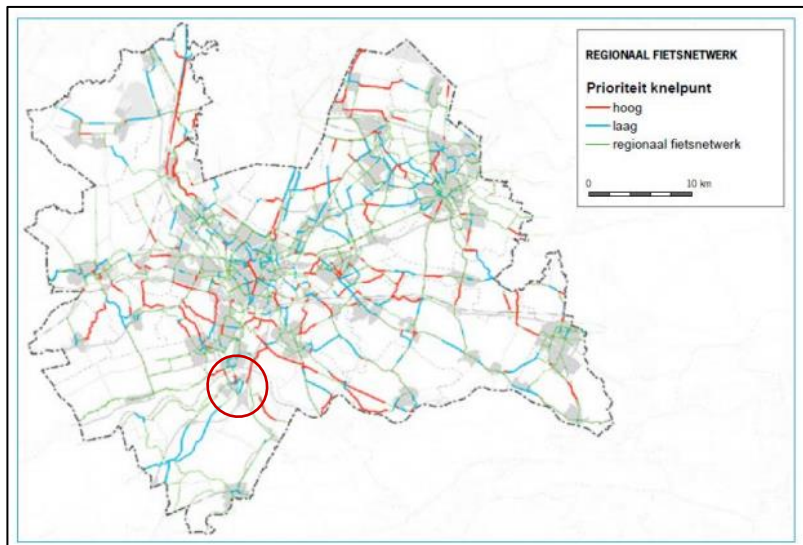 REGIONAAL FIETSNETWERK
Prioriteit knelpunt
hoog
laag
regionaal fietsnetwerk
0 10 km